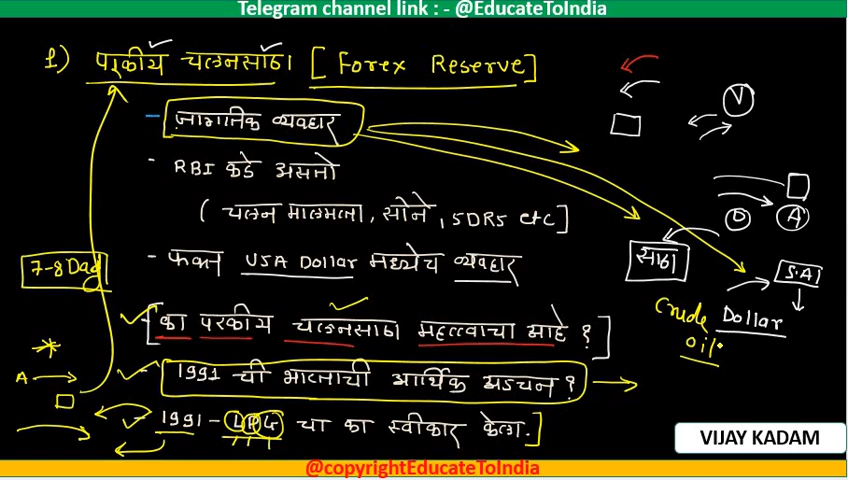 Telegram channel link : - @EducateToIndia
1) परकीय चलनसाठा [ Forex Reserve ]
- जागतिक व्यवहार
- RBI कडे असतो
( चलन मालमत्ता, सोने, SDRS etc ]
- फक्त USA Dollar मध्येच व्यवहार
[ का परकीय चलनसाठा महत्त्वाचा आहे ?
1991 ची भारताची आर्थिक अडचन ?
1991 - LPG चा का स्वीकार केला. ]
7-8 Day
A
V
D
A
साठा
S.A
Dollar
Crude
oil
VIJAY KADAM
@copyrightEducateToIndia